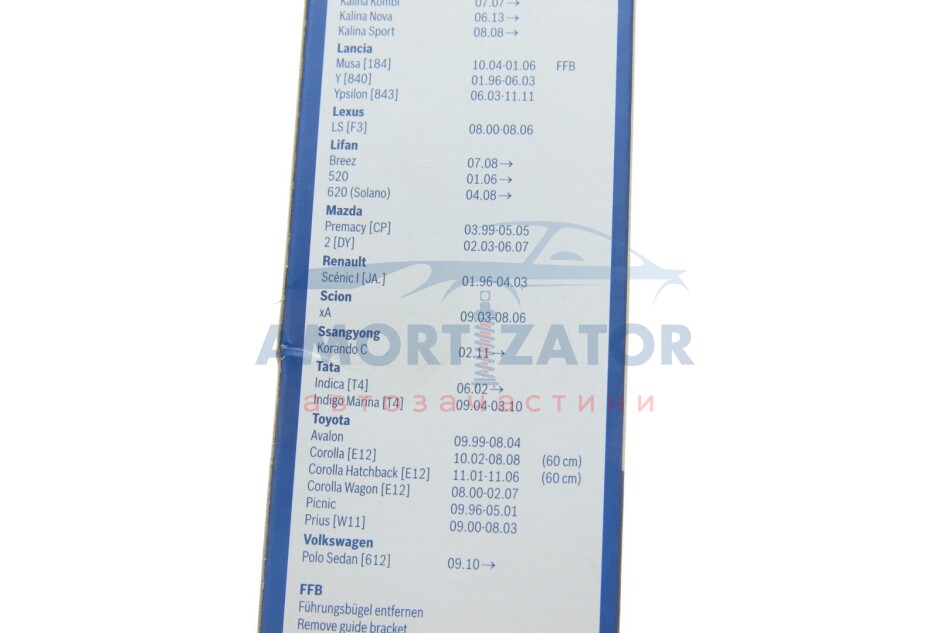 Kalina Kombi 07.07→
Kalina Nova 06.13→
Kalina Sport 08.08→
Lancia
Musa [184] 10.04-01.06 FFB
Y [840] 01.96-06.03
Ypsilon [843] 06.03-11.11
Lexus
LS [F3] 08.00-08.06
Lifan
Breez 07.08→
520 01.06→
620 (Solano) 04.08→
Mazda
Premacy [CP] 03.99-05.05
2 [DY] 02.03-06.07
Renault
Scénic I [JA.] 01.96-04.03
Scion
xA 09.03-08.06
Ssangyong
Korando C 02.11→
AMORTIZATOR
Tata
Indica [T4] 06.02→
Indigo Marina [T4] 09.04-03.10
автозапчастини
Toyota
Avalon 09.99-08.04
Corolla [E12] 10.02-08.08 (60 cm)
Corolla Hatchback [E12] 11.01-11.06 (60 cm)
Corolla Wagon [E12] 08.00-02.07
Picnic 09.96-05.01
Prius [W11] 09.00-08.03
Volkswagen
Polo Sedan [612] 09.10→
FFB
Führungsbügel entfernen
Remove guide bracket